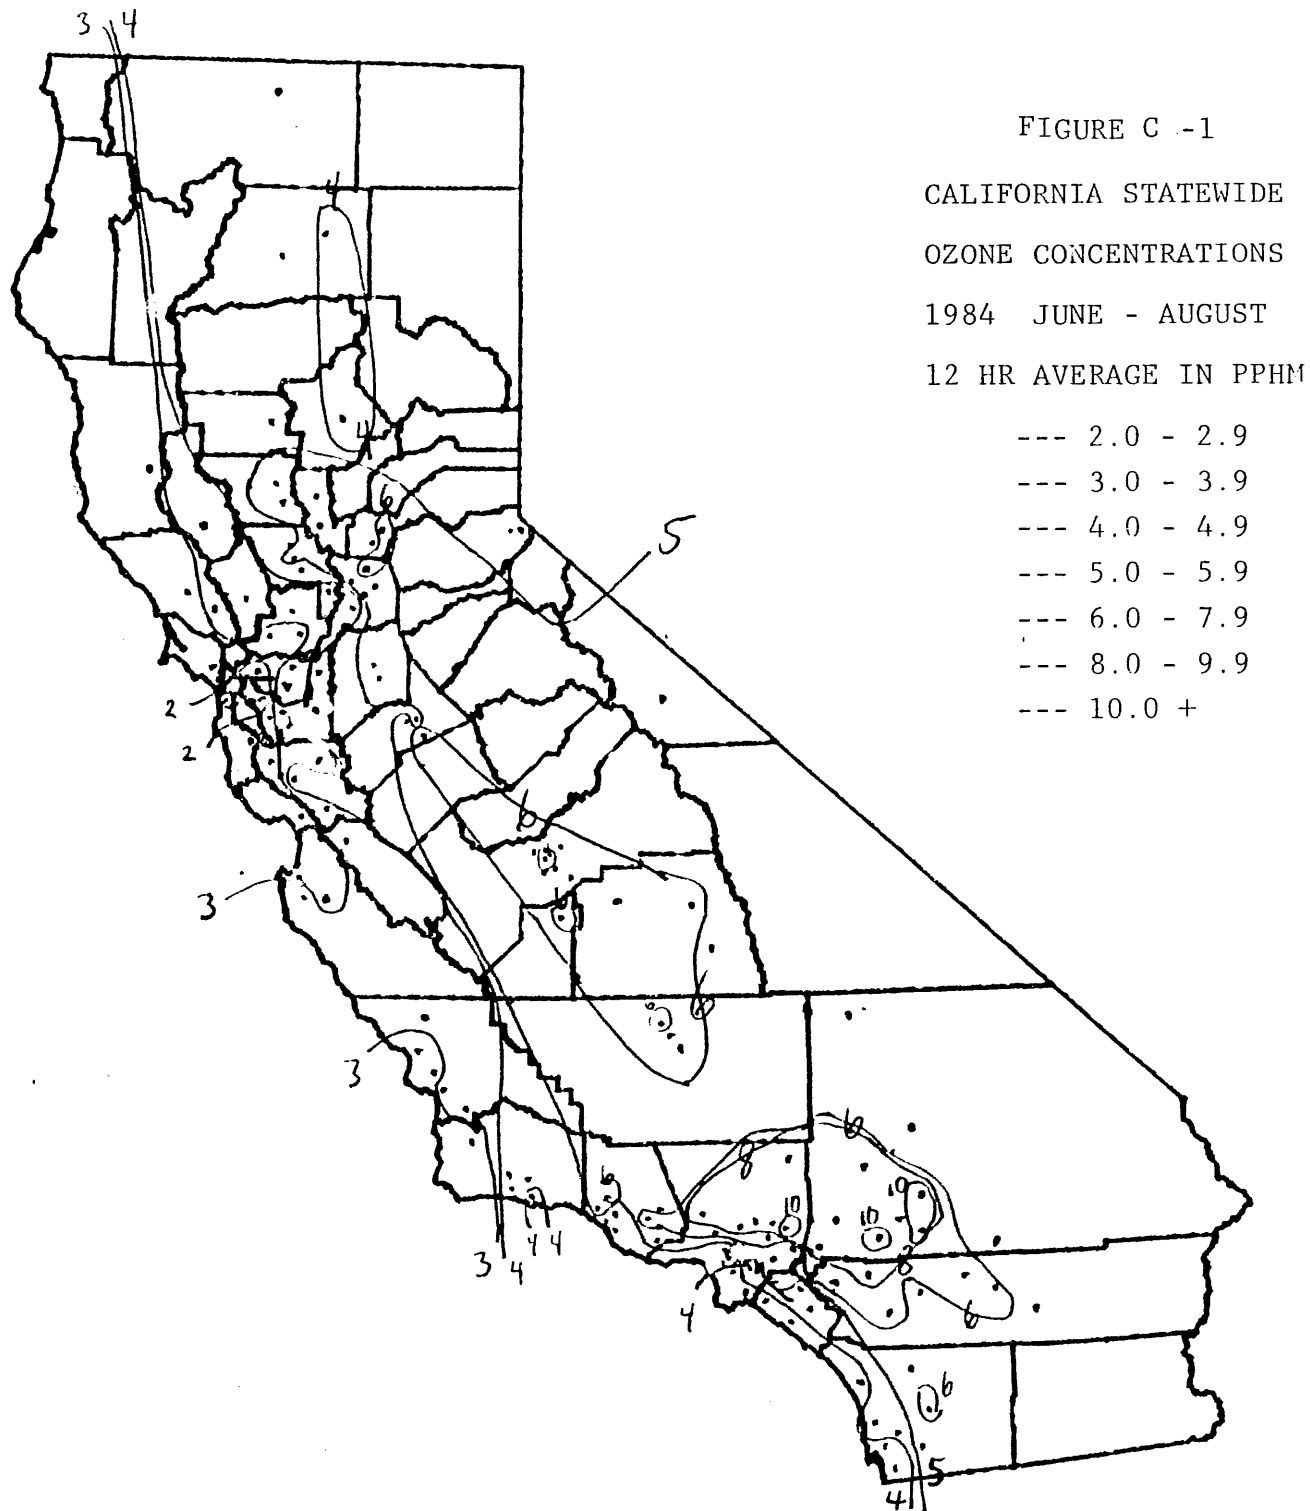 3 4
FIGURE C -1
CALIFORNIA STATEWIDE
OZONE CONCENTRATIONS
1984 JUNE - AUGUST
12 HR AVERAGE IN PPHM
--- 2.0 - 2.9
--- 3.0 - 3.9
--- 4.0 - 4.9
--- 5.0 - 5.9
--- 6.0 - 7.9
--- 8.0 - 9.9
--- 10.0 +
4
4
6
5
2
2
6
3
6
6
6
3
6
8
6
10
10
10
4 4
3 4
8
4
6
6
5
4